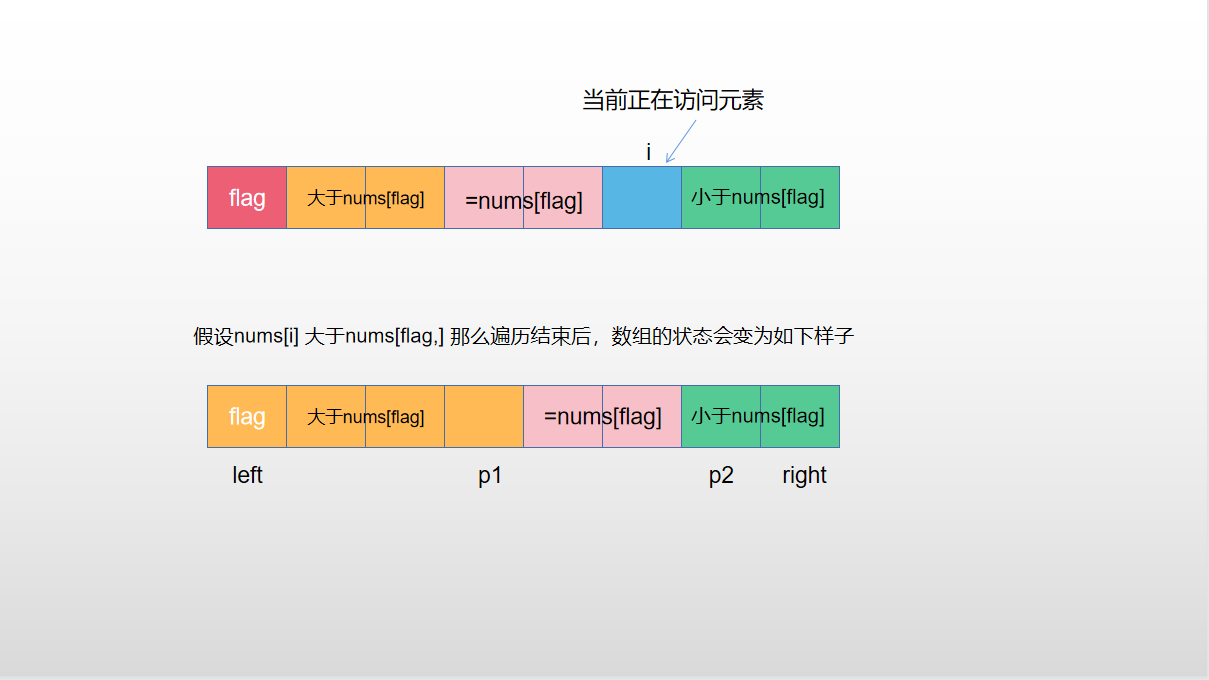 当前正在访问元素
i
flag 大于nums[flag] =nums[flag] 小于nums[flag]
假设nums[i] 大于nums[flag,] 那么遍历结束后，数组的状态会变为如下样子
flag 大于nums[flag] =nums[flag] 小于nums[flag]
left p1 p2 right